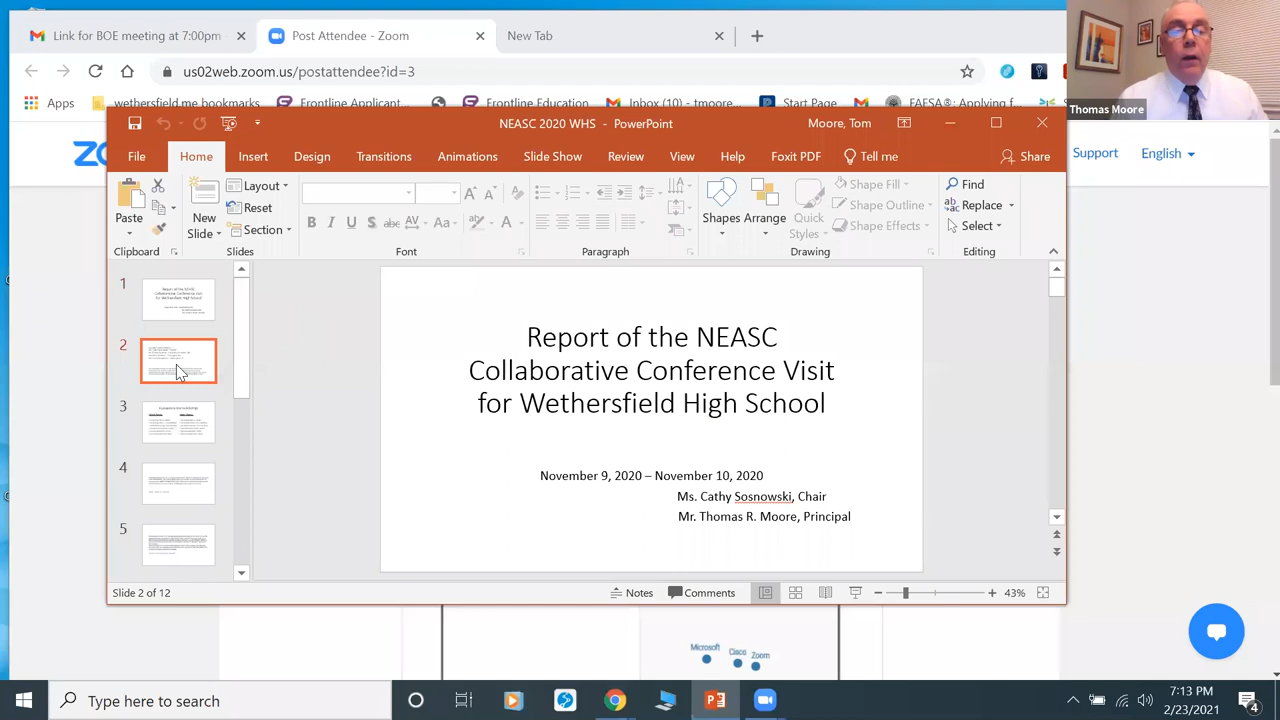 Link for BOE meeting at 7:00pm
Post Attendee - Zoom
New Tab
us02web.zoom.us/postattendee?id=3
Apps
wethersfield.me bookmarks
Frontline Applicant...
Frontline Education
Inbox (10) - tmoore...
Start Page
FAFSA®: Applying f...
Thomas Moore
Support
English
NEASC 2020 WHS - PowerPoint
Moore, Tom
File
Home
Insert
Design
Transitions
Animations
Slide Show
Review
View
Help
Foxit PDF
Tell me
Share
Paste
New
Slide
Layout
Reset
Section
Shapes
Arrange
Quick
Styles
Shape Fill
Shape Outline
Shape Effects
Find
Replace
Select
Clipboard
Slides
Font
Paragraph
Drawing
Editing
1
2
3
4
5
Report of the NEASC
Collaborative Conference Visit
for Wethersfield High School
November 9, 2020 – November 10, 2020
Ms. Cathy Sosnowski, Chair
Mr. Thomas R. Moore, Principal
Slide 2 of 12
Notes
Comments
43%
Microsoft
Cisco
Zoom
Type here to search
7:13 PM
2/23/2021
4